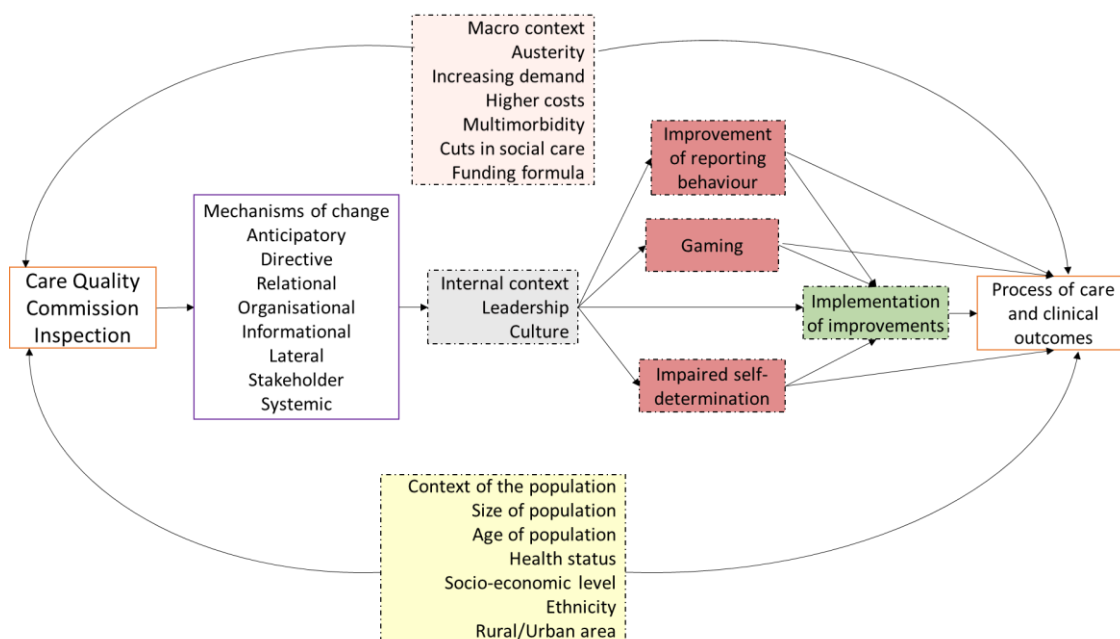 Macro context
Austerity
Increasing demand
Higher costs
Multimorbidity
Cuts in social care
Funding formula
Care Quality
Commission
Inspection
Mechanisms of change
Anticipatory
Directive
Relational
Organisational
Informational
Lateral
Stakeholder
Systemic
Internal context
Leadership
Culture
Improvement
of reporting
behaviour
Gaming
Impaired self-
determination
Implementation
of improvements
Process of care
and clinical
outcomes
Context of the population
Size of population
Age of population
Health status
Socio-economic level
Ethnicity
Rural/Urban area